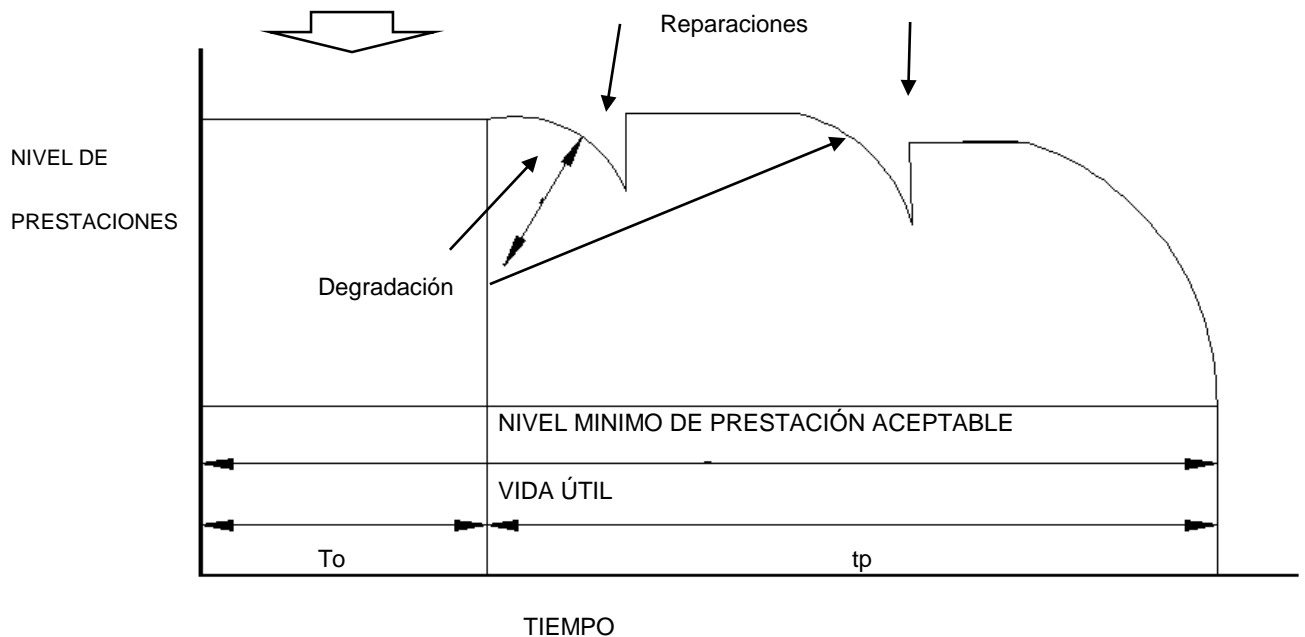 Reparaciones
NIVEL DE
PRESTACIONES
Degradación
NIVEL MINIMO DE PRESTACIÓN ACEPTABLE
VIDA ÚTIL
To
tp
TIEMPO